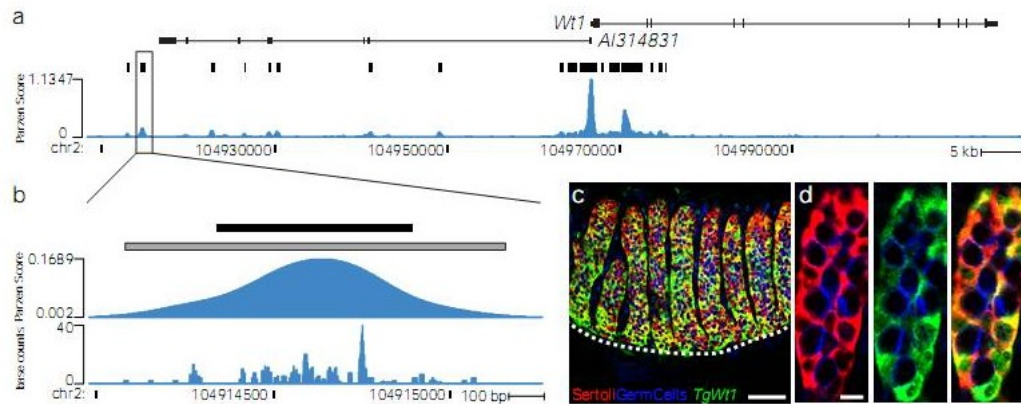 a
Wt1
AI314831
1.1347
Parzen Score
0
chr2:
104930000
104950000
104970000
104990000
5 kb
b
0.1689
Parzen Score
0.002
40
base counts
0
chr2:
104914500
104915000
100 bp
c
d
Sertoli GermCells TgWt1